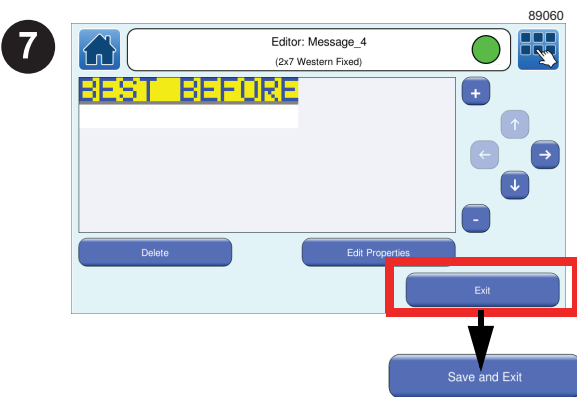 89060
7
Editor: Message_4
(2x7 Western Fixed)
BEST BEFORE
+
-
Delete
Edit Properties
Exit
Save and Exit